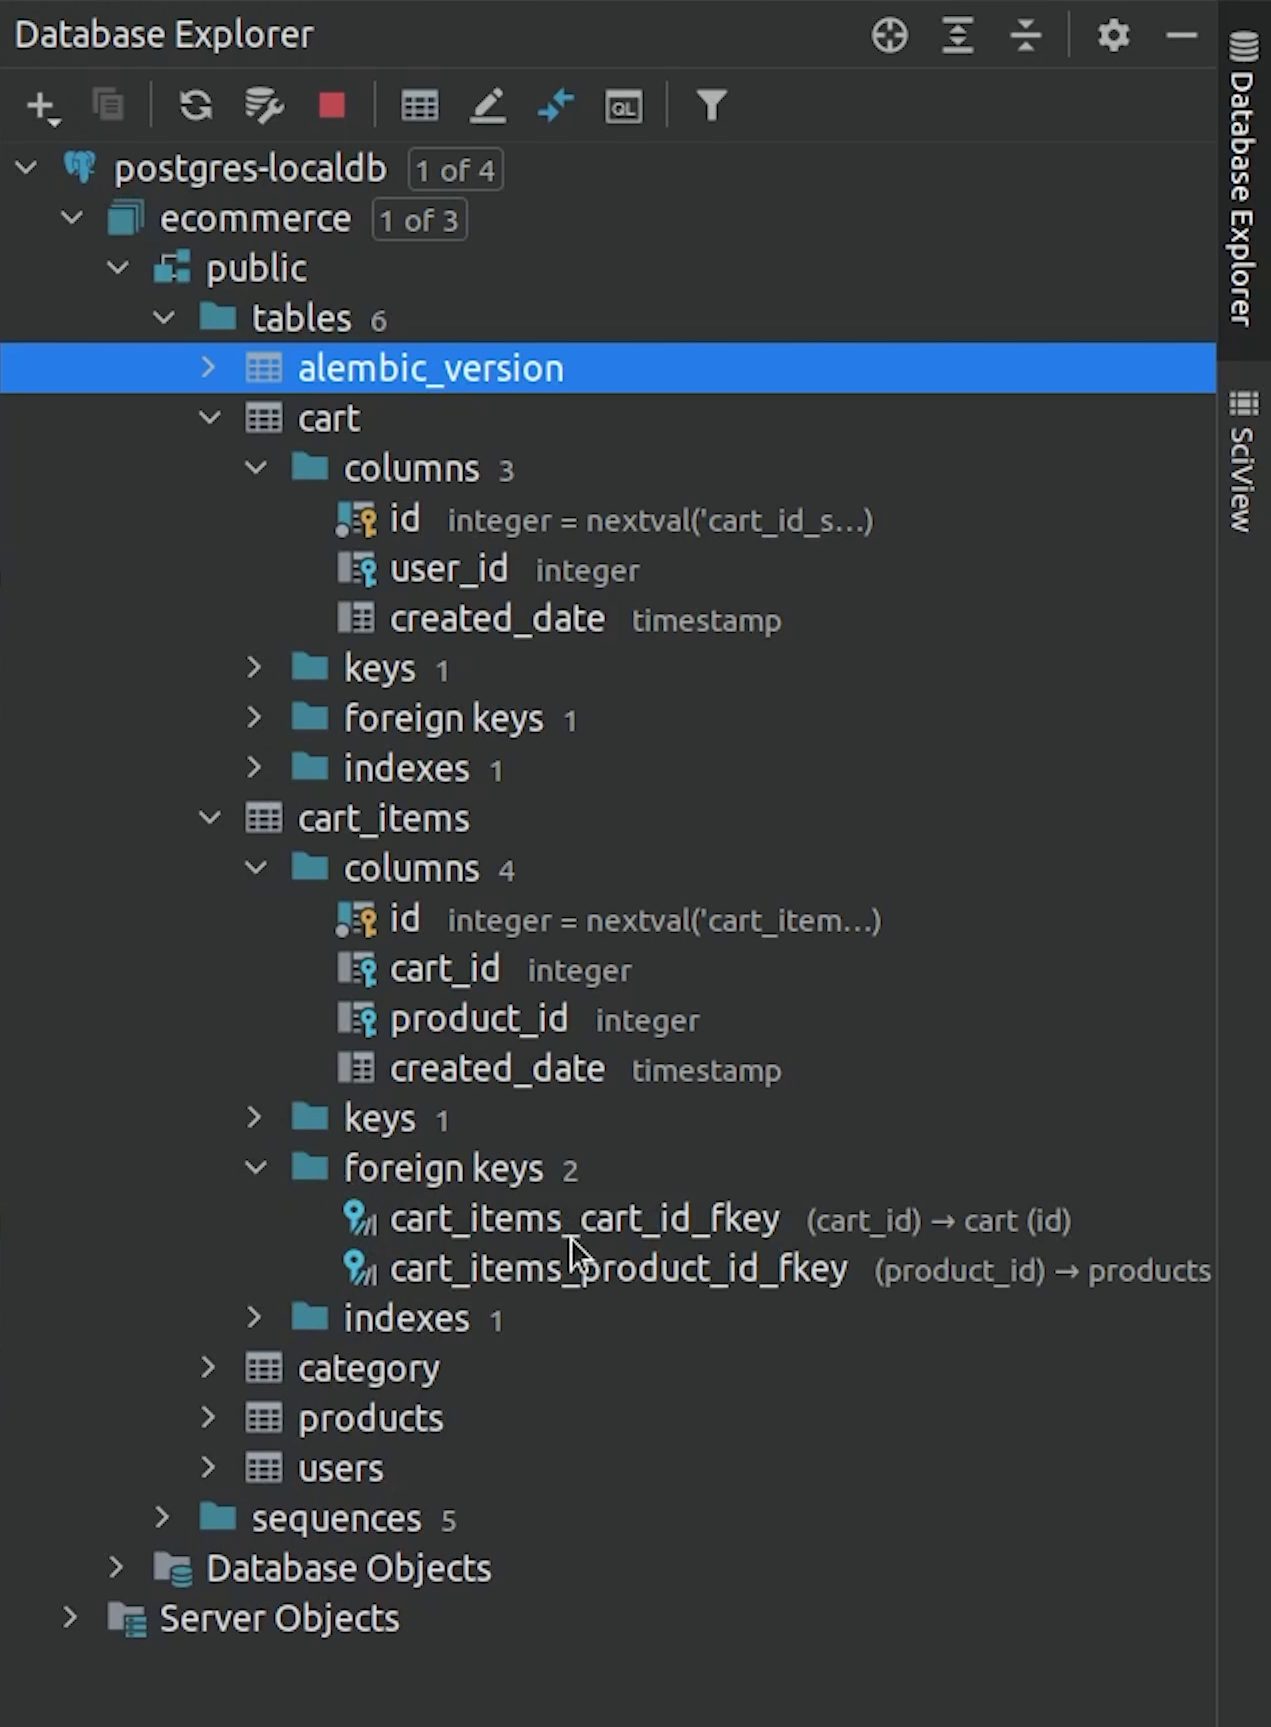 Database Explorer
QL
postgres-localdb 1 of 4
ecommerce 1 of 3
public
tables 6
alembic_version
cart
columns 3
id integer = nextval('cart_id_s...)
user_id integer
created_date timestamp
keys 1
foreign keys 1
indexes 1
cart_items
columns 4
id integer = nextval('cart_item...)
cart_id integer
product_id integer
created_date timestamp
keys 1
foreign keys 2
cart_items_cart_id_fkey (cart_id) → cart (id)
cart_items_product_id_fkey (product_id) → products
indexes 1
category
products
users
sequences 5
Database Objects
Server Objects
Database Explorer
SciView